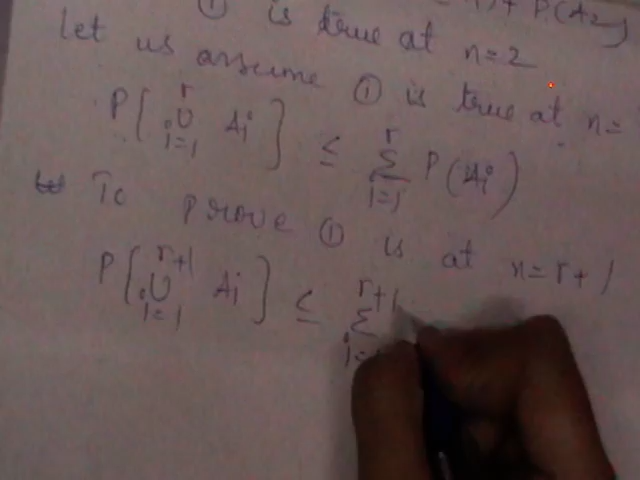 ① is true at n=2
Let us assume ① is true at n=
P[ ⋃_{i=1}^{r} Ai ] ≤ Σ_{i=1}^{r} P(Ai)
To prove ① is at n=r+1
P[ ⋃_{i=1}^{r+1} Ai ] ≤ Σ^{r+1}